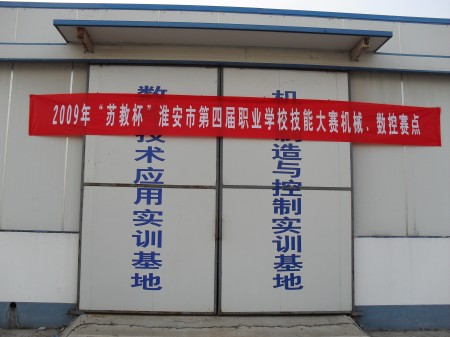 2009年“苏教杯”淮安市第四届职业学校技能大赛机械、数控赛点
数技术应用实训基地
机造与控制实训基地